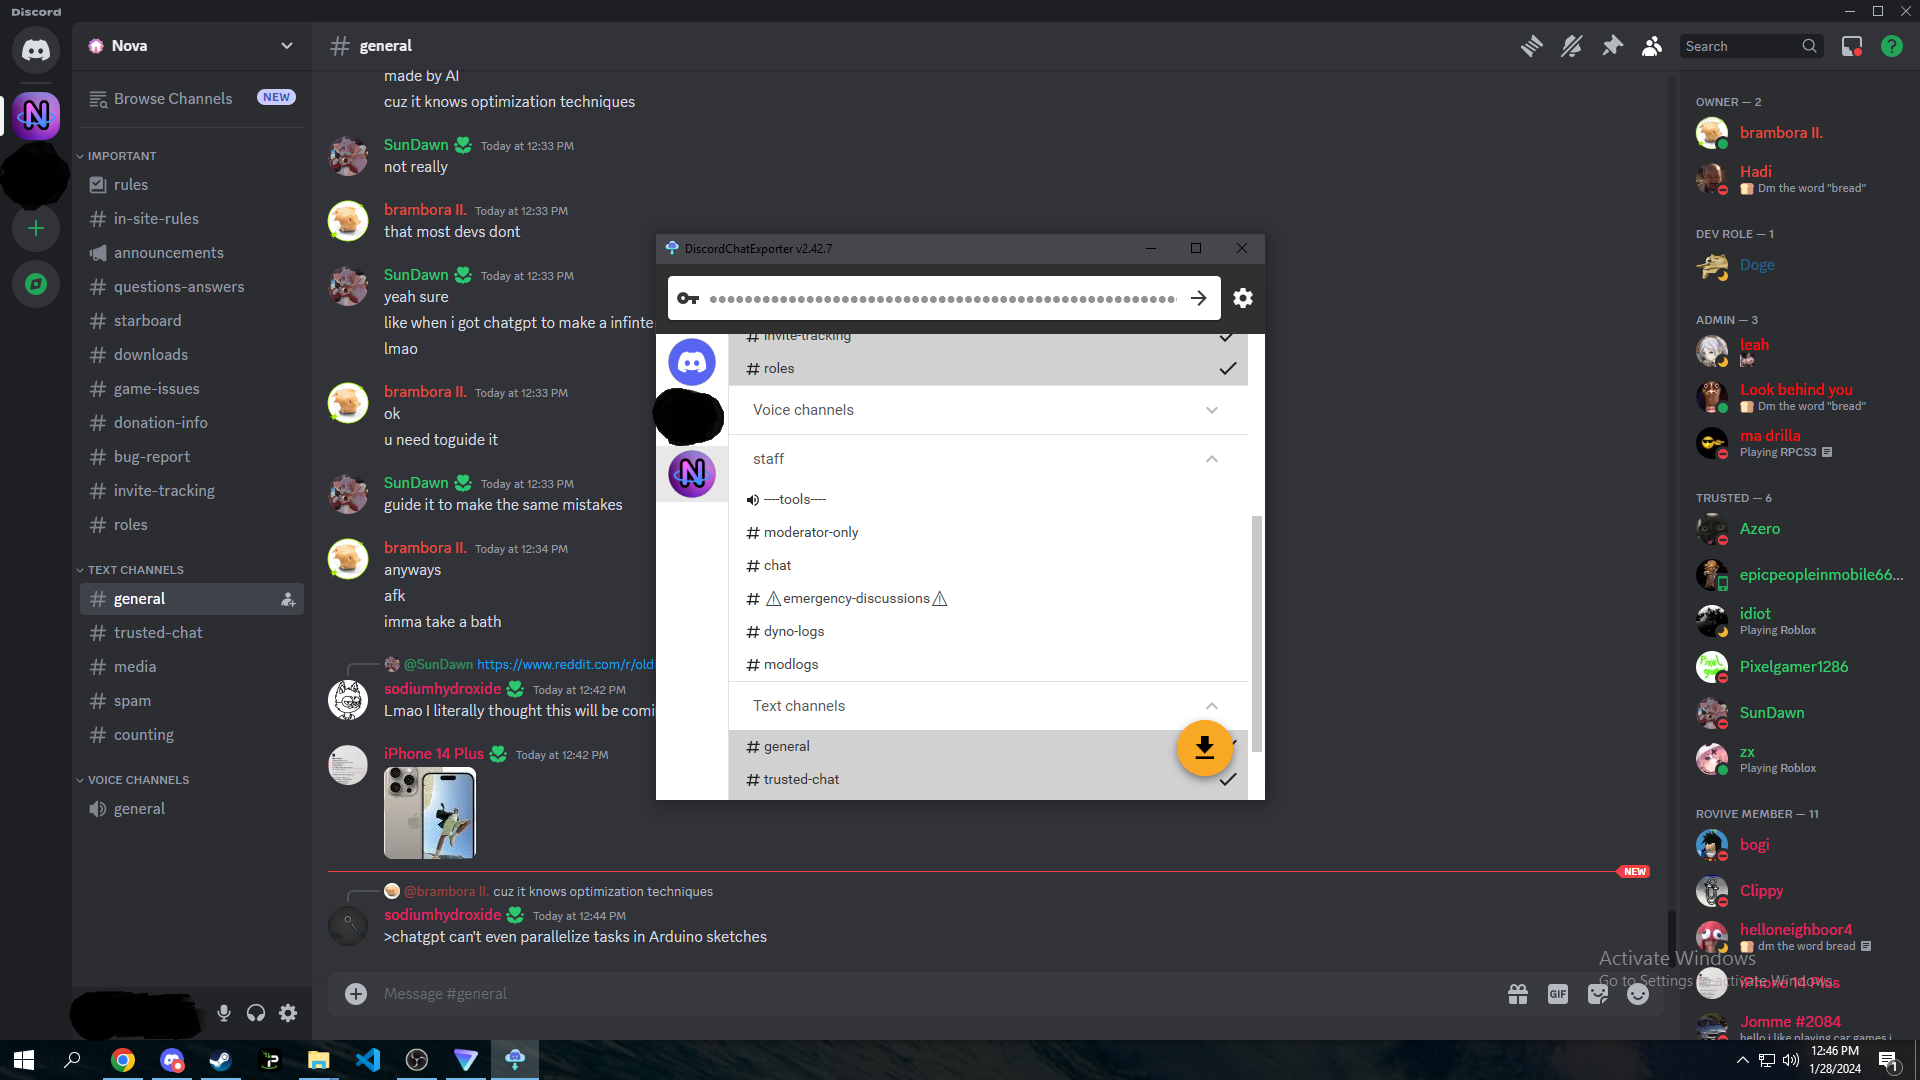 Discord
Nova
Browse Channels
NEW
IMPORTANT
rules
in-site-rules
announcements
questions-answers
starboard
downloads
game-issues
donation-info
bug-report
invite-tracking
roles
TEXT CHANNELS
general
trusted-chat
media
spam
counting
VOICE CHANNELS
general
general
Search
made by AI
cuz it knows optimization techniques
SunDawn Today at 12:33 PM
not really
brambora II. Today at 12:33 PM
that most devs dont
SunDawn Today at 12:33 PM
yeah sure
like when i got chatgpt to make a infinte
lmao
brambora II. Today at 12:33 PM
ok
u need toguide it
SunDawn Today at 12:33 PM
guide it to make the same mistakes
brambora II. Today at 12:34 PM
anyways
afk
imma take a bath
@SunDawn https://www.reddit.com/r/old
sodiumhydroxide Today at 12:42 PM
Lmao I literally thought this will be comi
iPhone 14 Plus Today at 12:42 PM
NEW
@brambora II. cuz it knows optimization techniques
sodiumhydroxide Today at 12:44 PM
>chatgpt can't even parallelize tasks in Arduino sketches
Message #general
GIF
DiscordChatExporter v2.42.7
# invite-tracking
# roles
Voice channels
staff
----tools----
# moderator-only
# chat
# ⚠emergency-discussions⚠
# dyno-logs
# modlogs
Text channels
# general
# trusted-chat
OWNER — 2
brambora II.
Hadi
Dm the word "bread"
DEV ROLE — 1
Doge
ADMIN — 3
leah
Look behind you
Dm the word "bread"
ma drilla
Playing RPCS3
TRUSTED — 6
Azero
epicpeopleinmobile66...
idiot
Playing Roblox
Pixelgamer1286
SunDawn
zx
Playing Roblox
ROVIVE MEMBER — 11
bogi
Clippy
helloneighboor4
dm the word bread
iPhone 14 Plus
Jomme #2084
hello i like playing car games i
Activate Windows
Go to Settings to activate Windows.
12:46 PM
1/28/2024
1